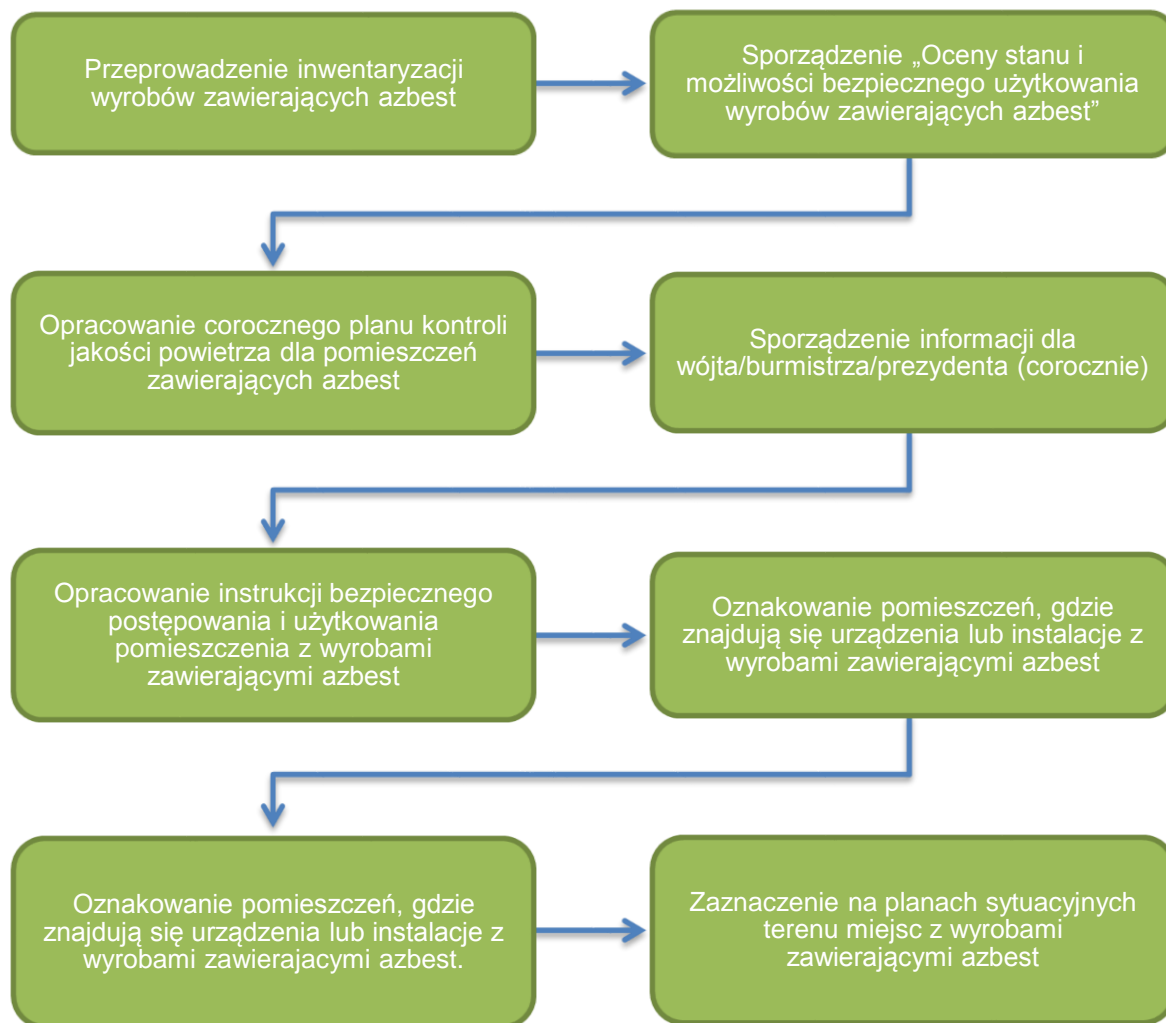 Przeprowadzenie inwentaryzacji
wyrobów zawierających azbest
Sporządzenie „Oceny stanu i
możliwości bezpiecznego użytkowania
wyrobów zawierających azbest”
Opracowanie corocznego planu kontroli
jakości powietrza dla pomieszczeń
zawierających azbest
Sporządzenie informacji dla
wójta/burmistrza/prezydenta (corocznie)
Opracowanie instrukcji bezpiecznego
postępowania i użytkowania
pomieszczenia z wyrobami
zawierającymi azbest
Oznakowanie pomieszczeń, gdzie
znajdują się urządzenia lub instalacje z
wyrobami zawierającymi azbest
Oznakowanie pomieszczeń, gdzie
znajdują się urządzenia lub instalacje z
wyrobami zawierajacymi azbest.
Zaznaczenie na planach sytuacyjnych
terenu miejsc z wyrobami
zawierającymi azbest